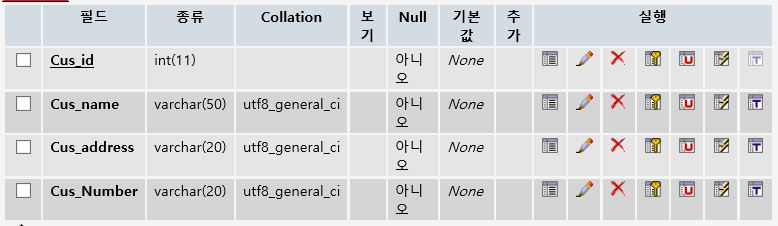 필드 종류 Collation 보기 Null 기본값 추가 실행
Cus_id int(11) 아니오 None
Cus_name varchar(50) utf8_general_ci 아니오 None
Cus_address varchar(20) utf8_general_ci 아니오 None
Cus_Number varchar(20) utf8_general_ci 아니오 None